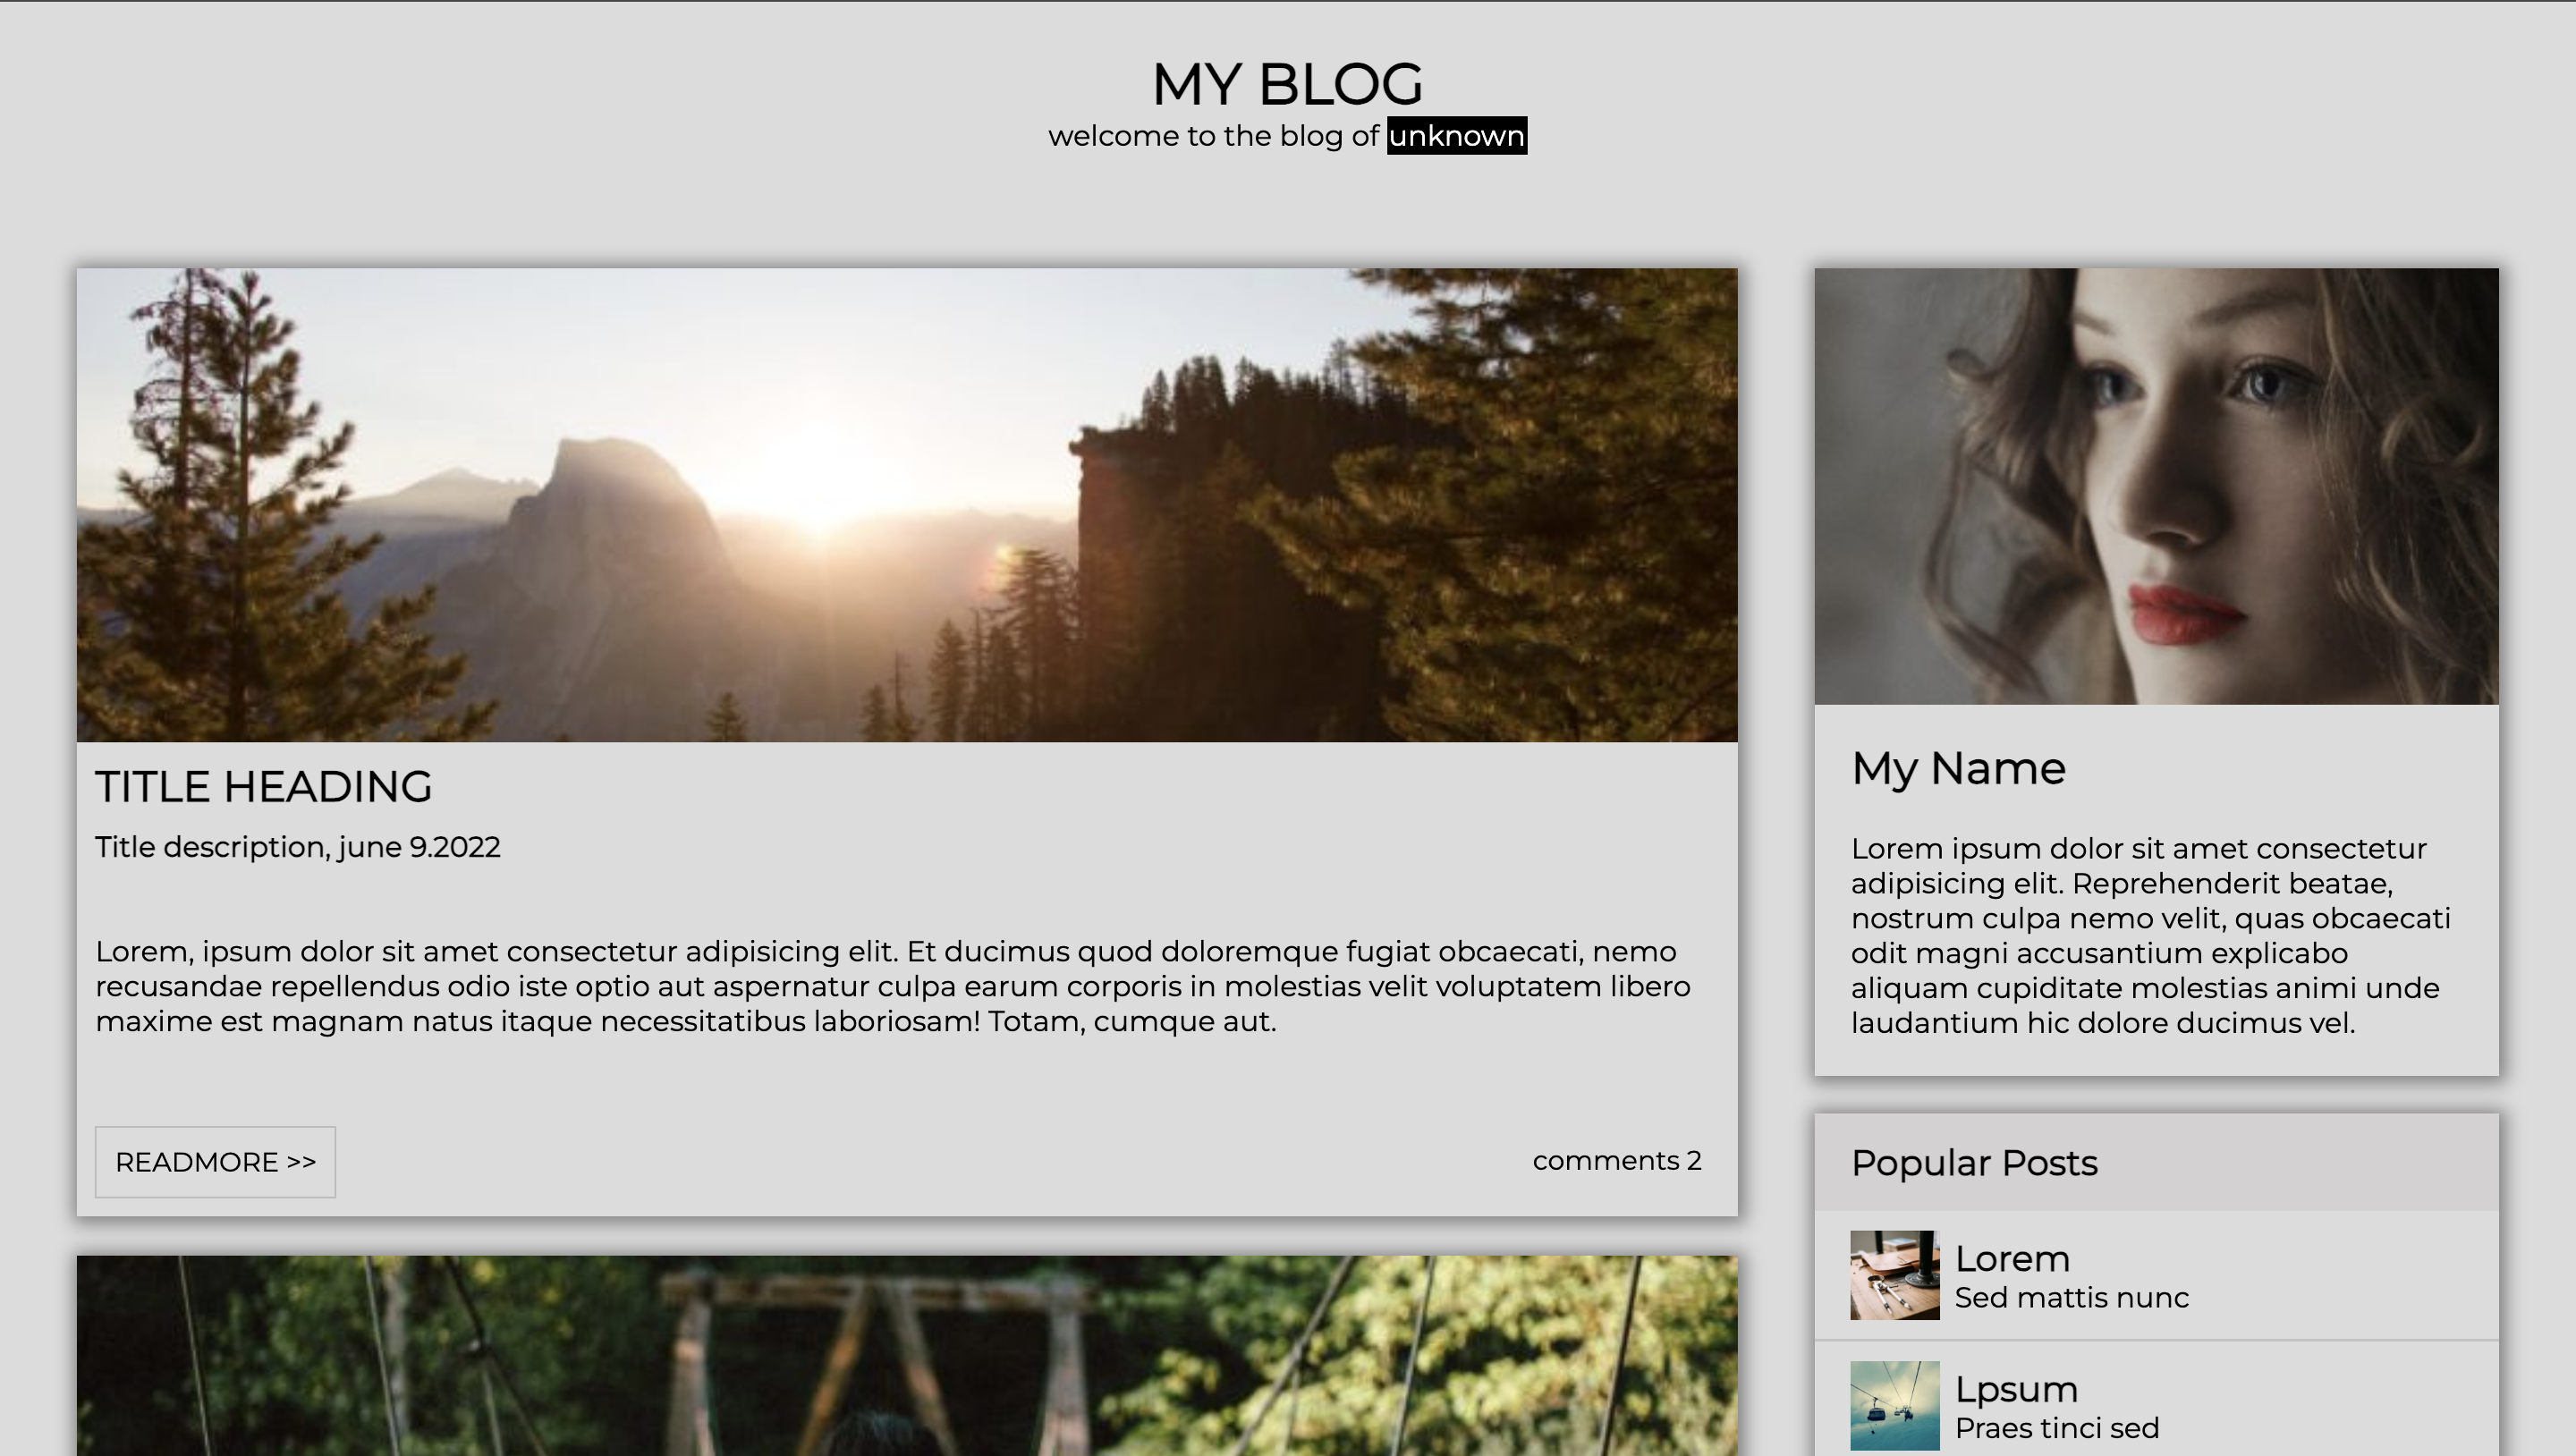 MY BLOG
welcome to the blog of unknown
TITLE HEADING
Title description, june 9.2022
Lorem, ipsum dolor sit amet consectetur adipisicing elit. Et ducimus quod doloremque fugiat obcaecati, nemo
recusandae repellendus odio iste optio aut aspernatur culpa earum corporis in molestias velit voluptatem libero
maxime est magnam natus itaque necessitatibus laboriosam! Totam, cumque aut.
READMORE >>
comments 2
My Name
Lorem ipsum dolor sit amet consectetur
adipisicing elit. Reprehenderit beatae,
nostrum culpa nemo velit, quas obcaecati
odit magni accusantium explicabo
aliquam cupiditate molestias animi unde
laudantium hic dolore ducimus vel.
Popular Posts
Lorem
Sed mattis nunc
Lpsum
Praes tinci sed